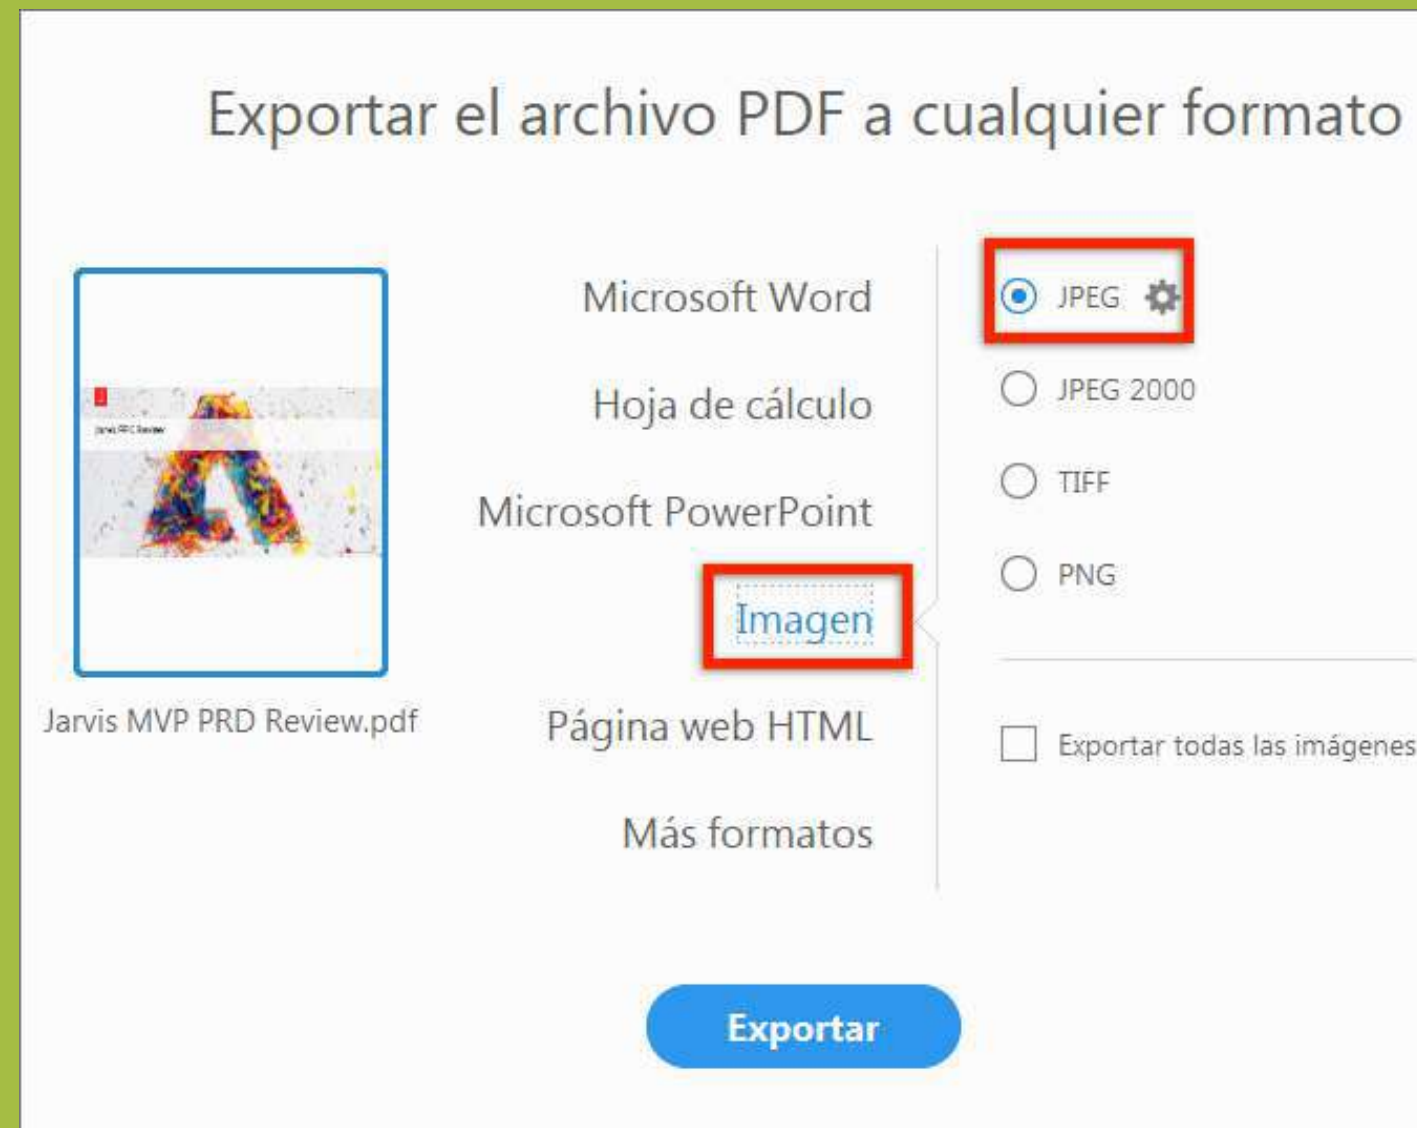 Exportar el archivo PDF a cualquier formato
Microsoft Word
Hoja de cálculo
Microsoft PowerPoint
Imagen
Página web HTML
Más formatos
JPEG
JPEG 2000
TIFF
PNG
Exportar todas las imágenes
Jarvis MVP PRD Review.pdf
Exportar